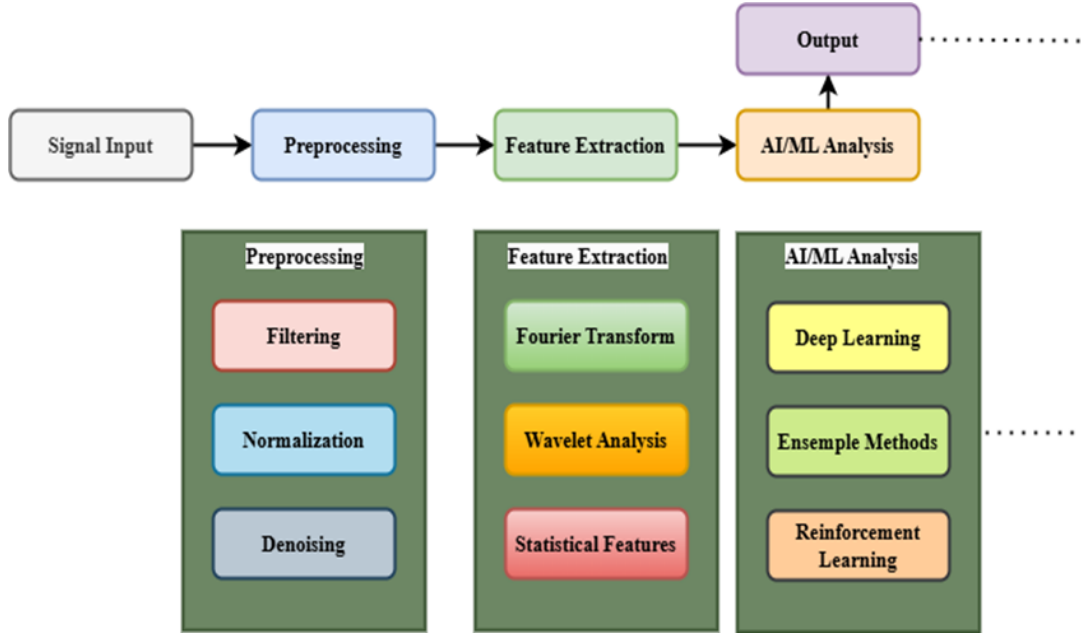 Output
Signal Input
Preprocessing
Feature Extraction
AI/ML Analysis
Preprocessing
Filtering
Normalization
Denoising
Feature Extraction
Fourier Transform
Wavelet Analysis
Statistical Features
AI/ML Analysis
Deep Learning
Ensemple Methods
Reinforcement
Learning